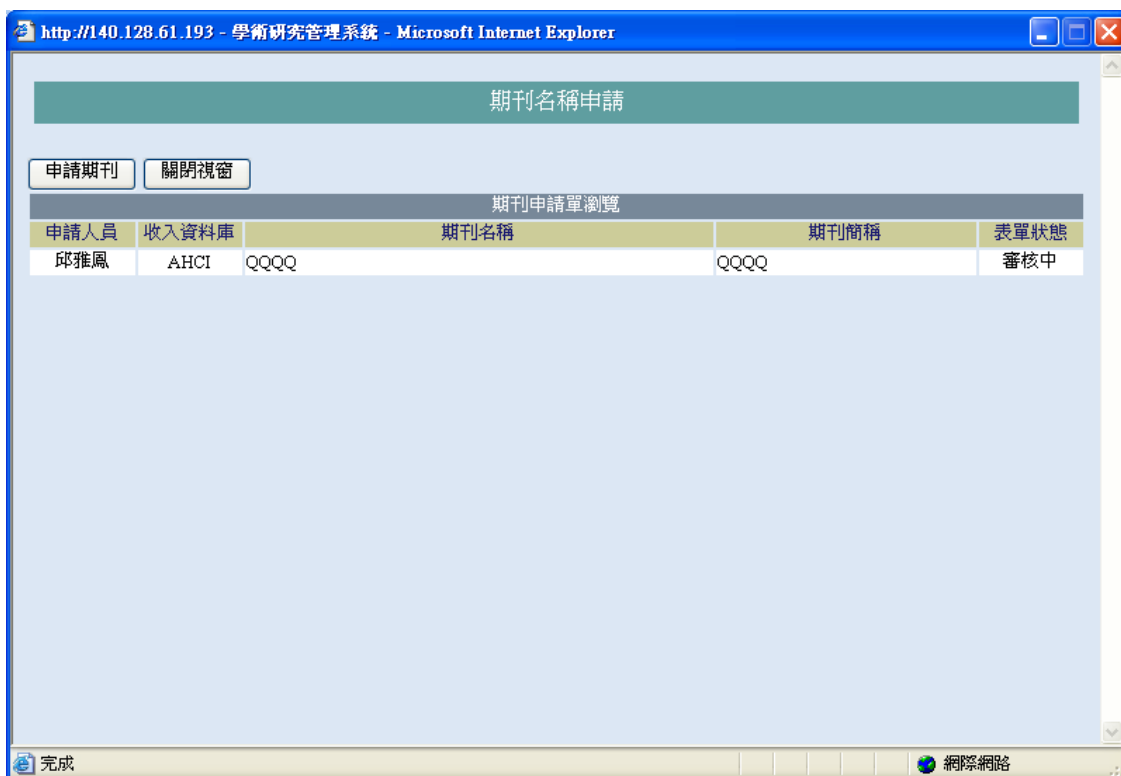 http://140.128.61.193 - 學術研究管理系統 - Microsoft Internet Explorer
期刊名稱申請
申請期刊 關閉視窗
期刊申請單瀏覽
申請人員 收入資料庫 期刊名稱 期刊簡稱 表單狀態
邱雅鳳 AHCI QQQQ QQQQ 審核中
完成 網際網路